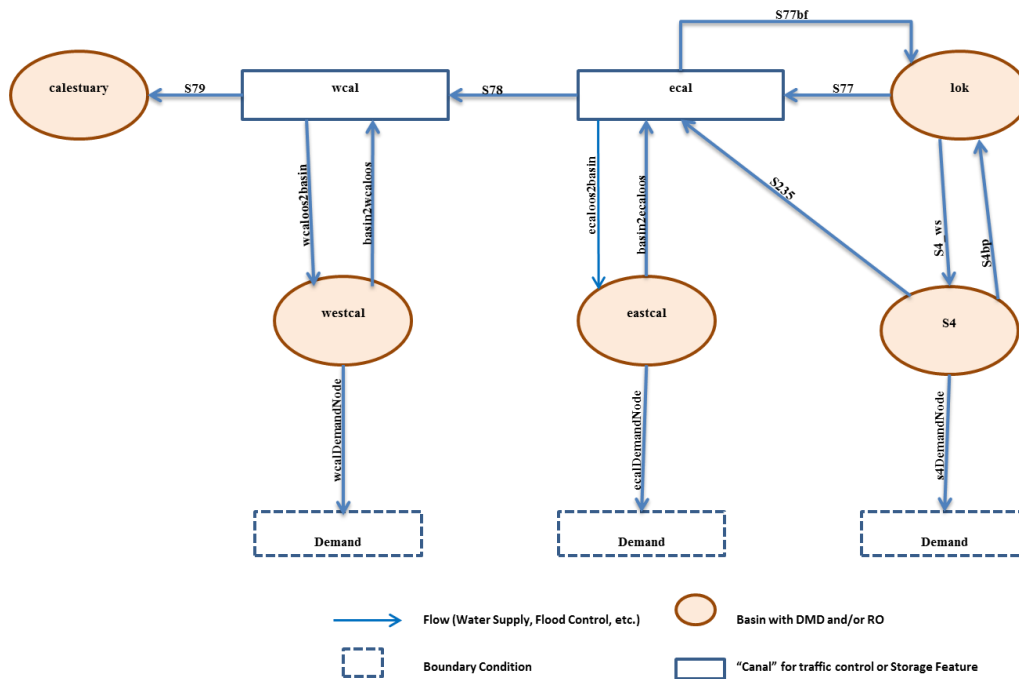 S77bf
calestuary
S79
wcal
S78
ecal
S77
lok
wcaloos2basin
basin2wcaloos
ecaloos2basin
basin2ecaloos
S235
S4_ws
S4bp
westcal
eastcal
S4
wcalDemandNode
ecalDemandNode
s4DemandNode
Demand
Demand
Demand
Flow (Water Supply, Flood Control, etc.)
Basin with DMD and/or RO
Boundary Condition
“Canal” for traffic control or Storage Feature